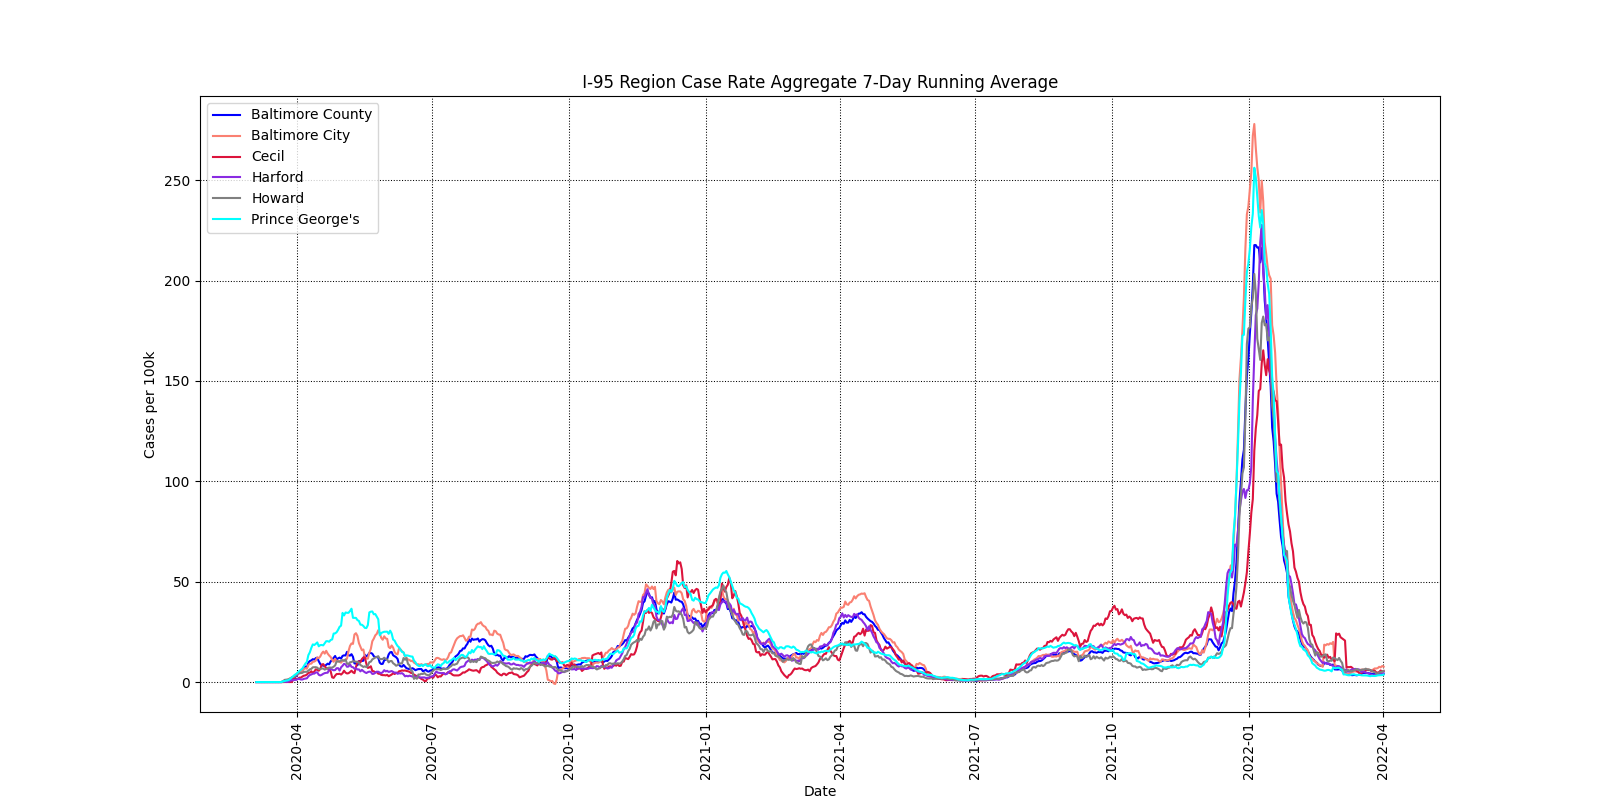 I-95 Region Case Rate Aggregate 7-Day Running Average
Baltimore County
Baltimore City
Cecil
Harford
Howard
Prince George's
250
200
150
100
50
0
Cases per 100k
2020-04
2020-07
2020-10
2021-01
2021-04
2021-07
2021-10
2022-01
2022-04
Date